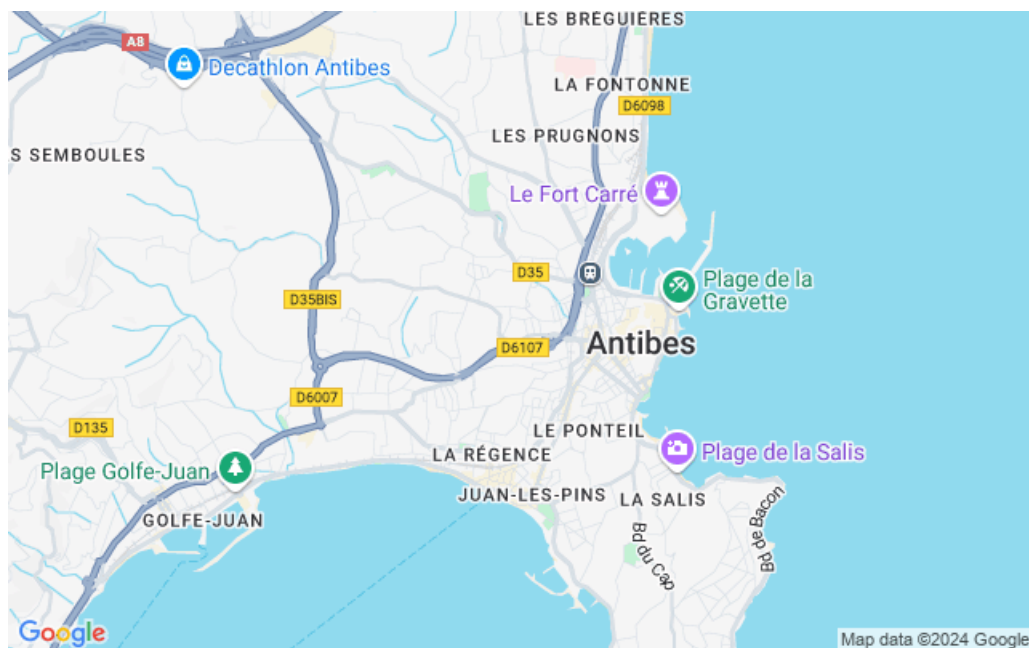 LES BRÉGUIÈRES
A8
Decathlon Antibes
LA FONTONNE
D6098
LES PRUGNONS
S SEMBOULES
Le Fort Carré
D35
Plage de la
Gravette
D35BIS
Antibes
D6107
D6007
D135
LE PONTEIL
LA RÉGENCE
Plage de la Salis
Plage Golfe-Juan
JUAN-LES-PINS
LA SALIS
GOLFE-JUAN
Bd de Bacon
Bd du Cap
Google
Map data ©2024 Google